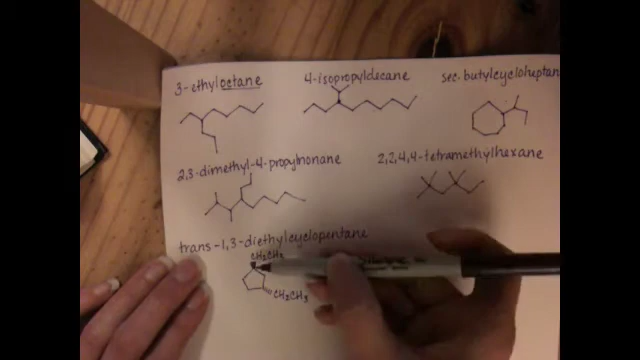 3-ethyloctane 4-isopropyldecane sec-butylcycloheptan
2,3-dimethyl-4-propylnonane 2,2,4,4-tetramethylhexane
trans-1,3-diethylcyclopentane
CH₂CH₃
CH₂CH₃